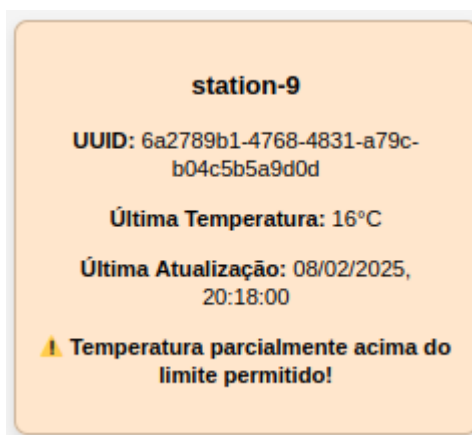 station-9
UUID: 6a2789b1-4768-4831-a79c-
b04c5b5a9d0d
Última Temperatura: 16°C
Última Atualização: 08/02/2025,
20:18:00
⚠️ Temperatura parcialmente acima do
limite permitido!